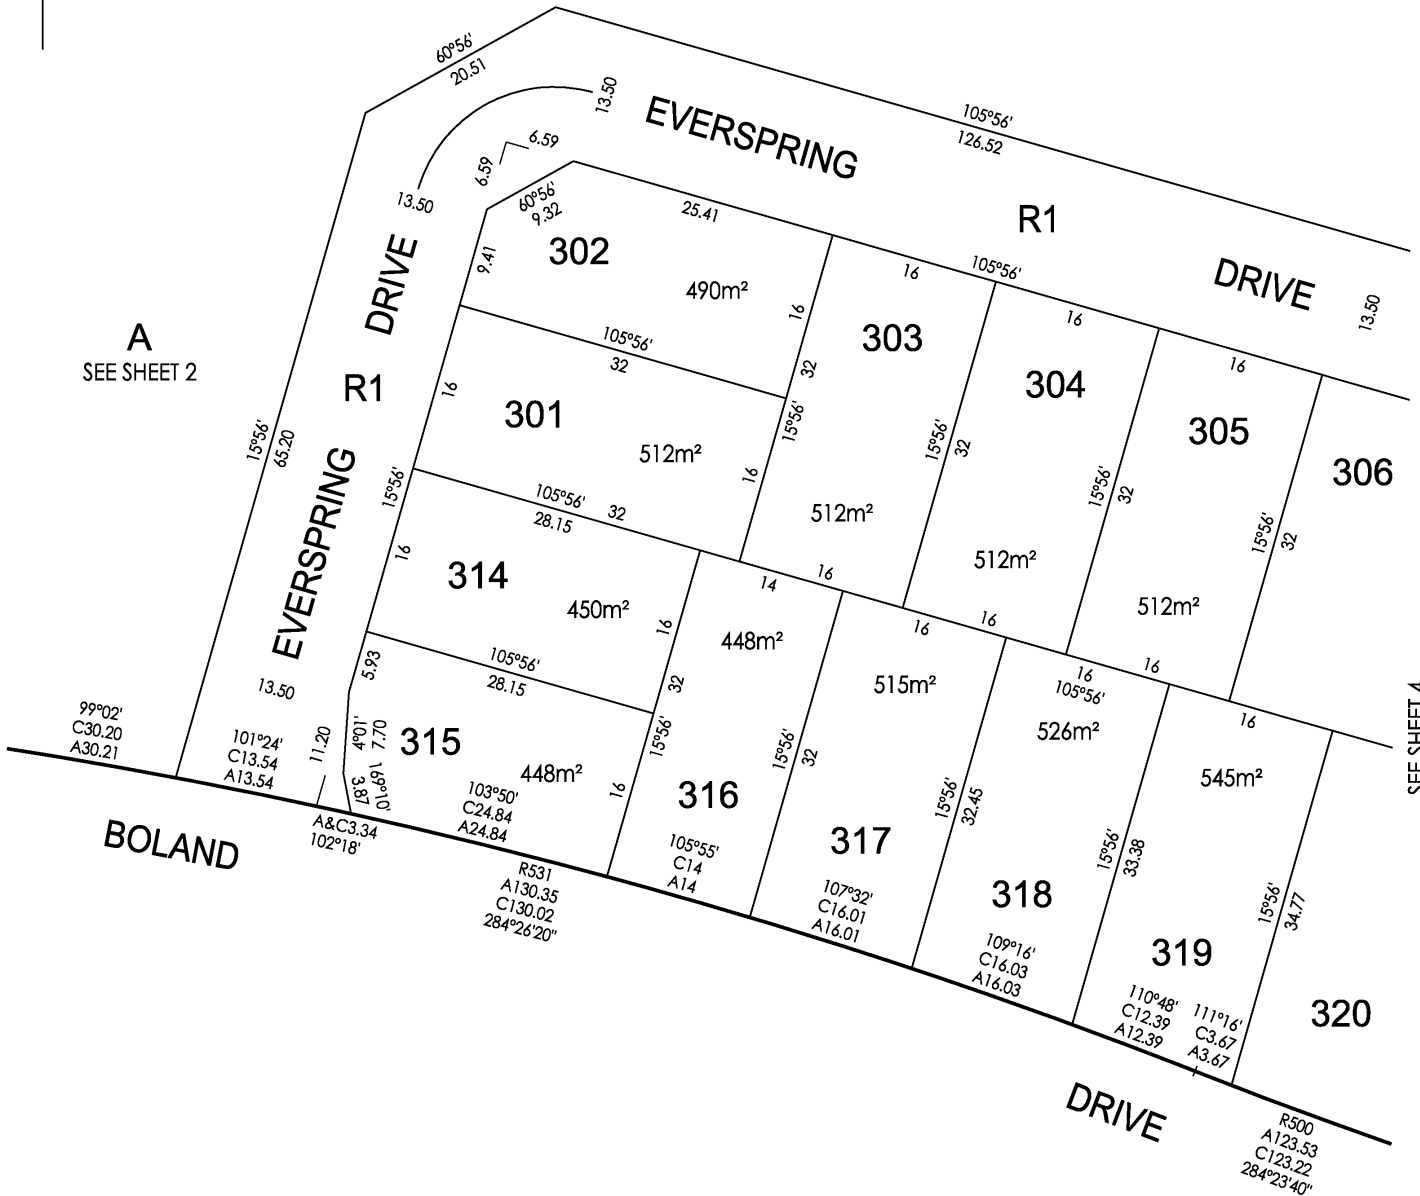 60°56'
20.51
13.50
EVERSPRING
105°56'
126.52
6.59
6.59
13.50
60°56'
9.32
25.41
R1
DRIVE
302
9.41
490m²
16
105°56'
DRIVE
13.50
A
SEE SHEET 2
16
303
16
16
105°56'
32
32
304
305
R1
16
301
512m²
15°56'
15°56'
32
306
15°56'
65.20
EVERSPRING
15°56'
16
15°56'
32
105°56'
32
28.15
512m²
15°56'
32
16
314
450m²
16
14
16
512m²
512m²
448m²
16
16
5.93
105°56'
28.15
32
515m²
16
105°56'
16
13.50
99°02'
C30.20
A30.21
101°24'
C13.54
A13.54
11.20
4°01'
7.70
315
448m²
15°56'
15°56'
32
526m²
16
SEE SHEET 4
169°10'
3.87
103°50'
C24.84
A24.84
16
316
545m²
15°56'
32.45
BOLAND
A&C3.34
102°18'
105°55'
C14
A14
317
15°56'
33.38
R531
A130.35
C130.02
284°26'20"
107°32'
C16.01
A16.01
318
15°56'
34.77
109°16'
C16.03
A16.03
319
110°48'
C12.39
A12.39
111°16'
C3.67
A3.67
320
DRIVE
R500
A123.53
C123.22
284°23'40"